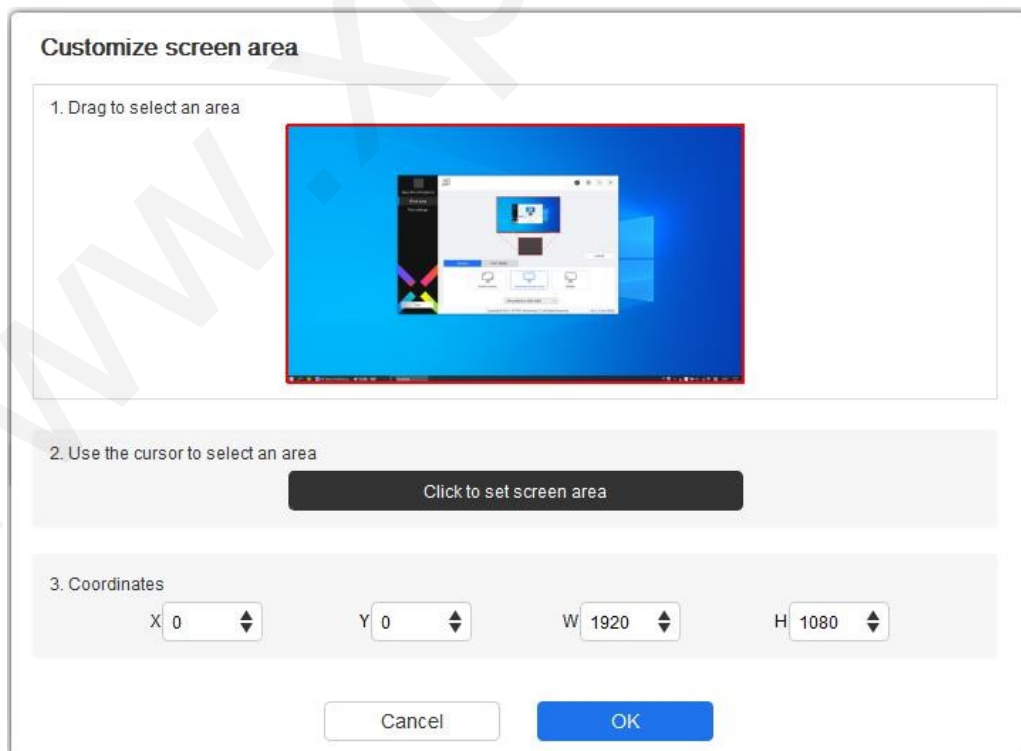 Customize screen area
1. Drag to select an area
2. Use the cursor to select an area
Click to set screen area
3. Coordinates
X 0 Y 0 W 1920 H 1080
Cancel OK